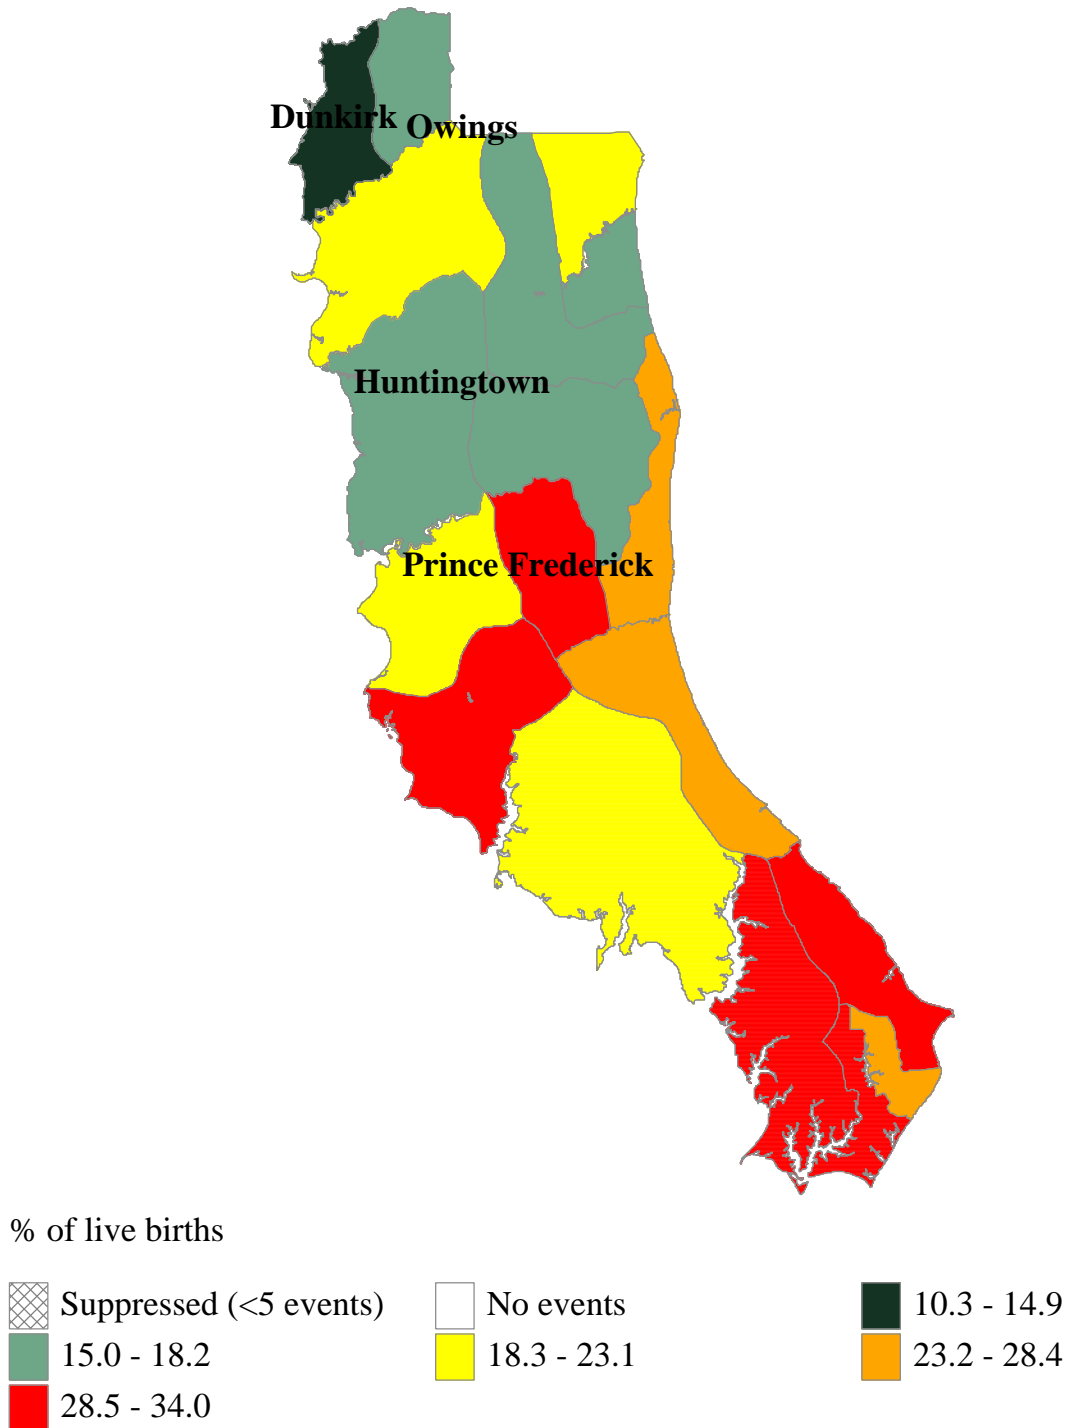 Dunkirk
Owings
Huntingtown
Prince Frederick
% of live births
Suppressed (<5 events)
No events
10.3 - 14.9
15.0 - 18.2
18.3 - 23.1
23.2 - 28.4
28.5 - 34.0